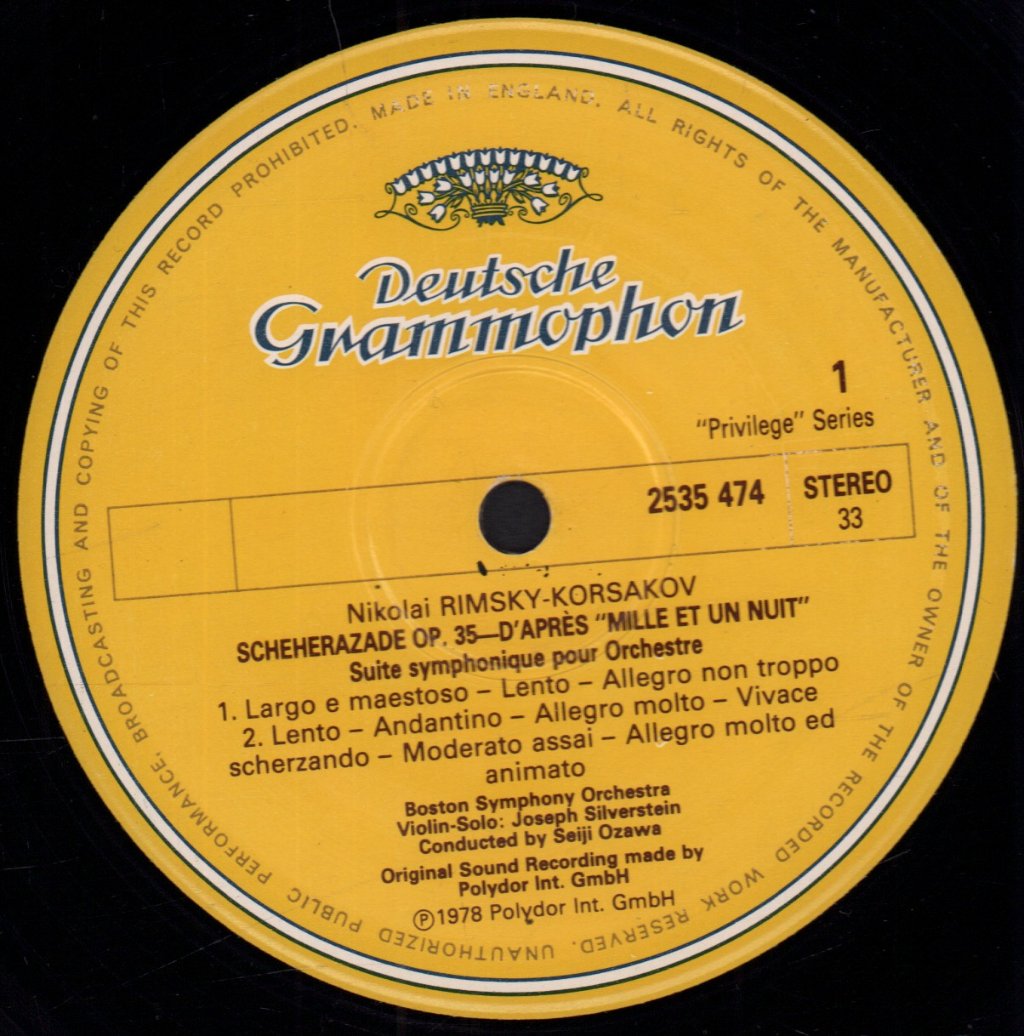 MADE IN ENGLAND. ALL RIGHTS OF THE MANUFACTURER AND OF THE OWNER OF THE RECORDED WORK RESERVED. UNAUTHORIZED PUBLIC PERFORMANCE, BROADCASTING AND COPYING OF THIS RECORD PROHIBITED.
Deutsche
Grammophon
1
"Privilege" Series
2535 474
STEREO
33
Nikolai RIMSKY-KORSAKOV
SCHEHERAZADE OP. 35—D'APRÈS "MILLE ET UN NUIT"
Suite symphonique pour Orchestre
1. Largo e maestoso – Lento – Allegro non troppo
2. Lento – Andantino – Allegro molto – Vivace
scherzando – Moderato assai – Allegro molto ed
animato
Boston Symphony Orchestra
Violin-Solo: Joseph Silverstein
Conducted by Seiji Ozawa
Original Sound Recording made by
Polydor Int. GmbH
Ⓟ1978 Polydor Int. GmbH